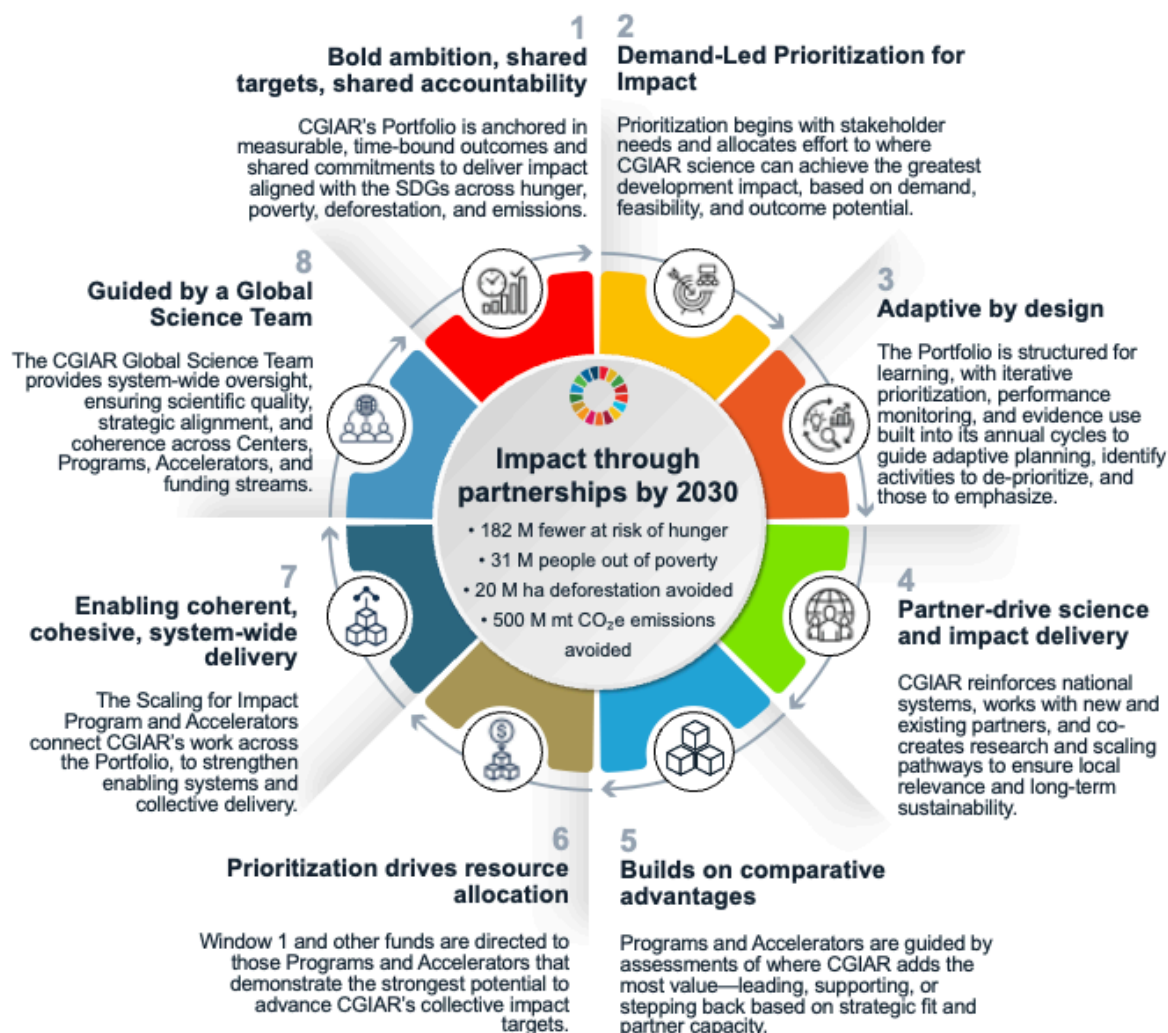 1
Bold ambition, shared
targets, shared accountability
CGIAR's Portfolio is anchored in
measurable, time-bound outcomes and
shared commitments to deliver impact
aligned with the SDGs across hunger,
poverty, deforestation, and emissions.
2
Demand-Led Prioritization for
Impact
Prioritization begins with stakeholder
needs and allocates effort to where
CGIAR science can achieve the greatest
development impact, based on demand,
feasibility, and outcome potential.
3
Adaptive by design
The Portfolio is structured for
learning, with iterative
prioritization, performance
monitoring, and evidence use
built into its annual cycles to
guide adaptive planning, identify
activities to de-prioritize, and
those to emphasize.
4
Partner-drive science
and impact delivery
CGIAR reinforces national
systems, works with new and
existing partners, and co-
creates research and scaling
pathways to ensure local
relevance and long-term
sustainability.
5
Builds on comparative
advantages
Programs and Accelerators are guided by
assessments of where CGIAR adds the
most value—leading, supporting, or
stepping back based on strategic fit and
partner capacity.
6
Prioritization drives resource
allocation
Window 1 and other funds are directed to
those Programs and Accelerators that
demonstrate the strongest potential to
advance CGIAR's collective impact
targets.
7
Enabling coherent,
cohesive, system-wide
delivery
The Scaling for Impact
Program and Accelerators
connect CGIAR's work across
the Portfolio, to strengthen
enabling systems and
collective delivery.
8
Guided by a Global
Science Team
The CGIAR Global Science Team
provides system-wide oversight,
ensuring scientific quality,
strategic alignment, and
coherence across Centers,
Programs, Accelerators, and
funding streams.
Impact through
partnerships by 2030
• 182 M fewer at risk of hunger
• 31 M people out of poverty
• 20 M ha deforestation avoided
• 500 M mt CO₂e emissions
avoided
$